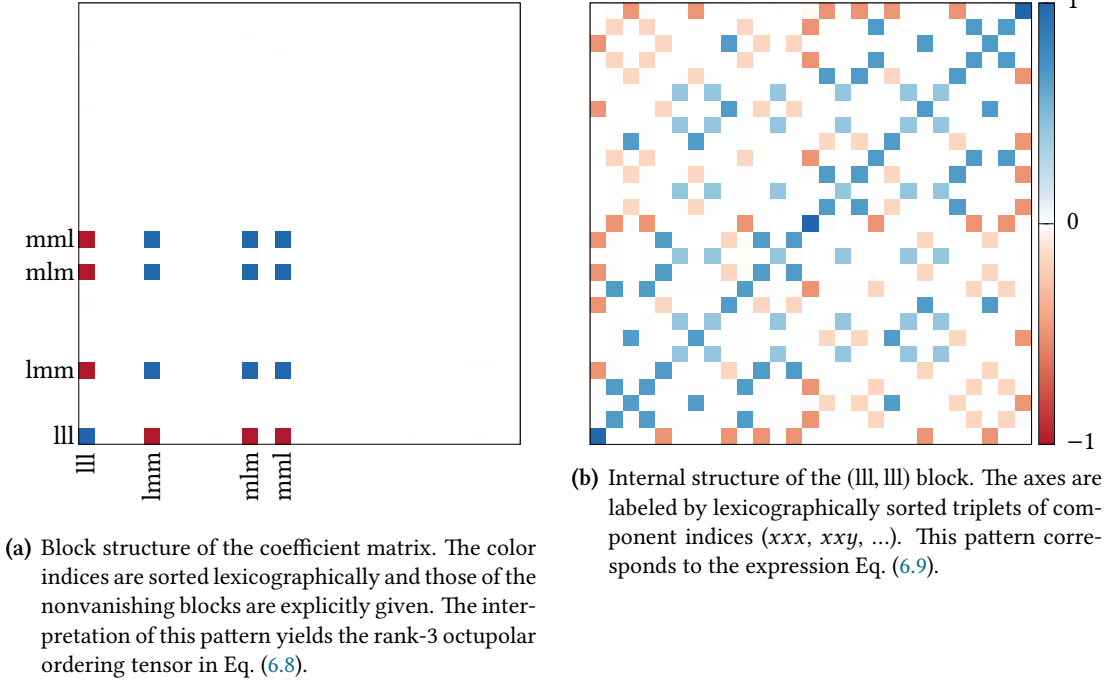 mml
mlm
lmm
lll
lll
lmm
mlm
mml
1
0
−1
(a) Block structure of the coefficient matrix. The color
indices are sorted lexicographically and those of the
nonvanishing blocks are explicitly given. The inter-
pretation of this pattern yields the rank-3 octupolar
ordering tensor in Eq. (6.8).
(b) Internal structure of the (lll, lll) block. The axes are
labeled by lexicographically sorted triplets of com-
ponent indices (xxx, xxy, ...). This pattern corre-
sponds to the expression Eq. (6.9).